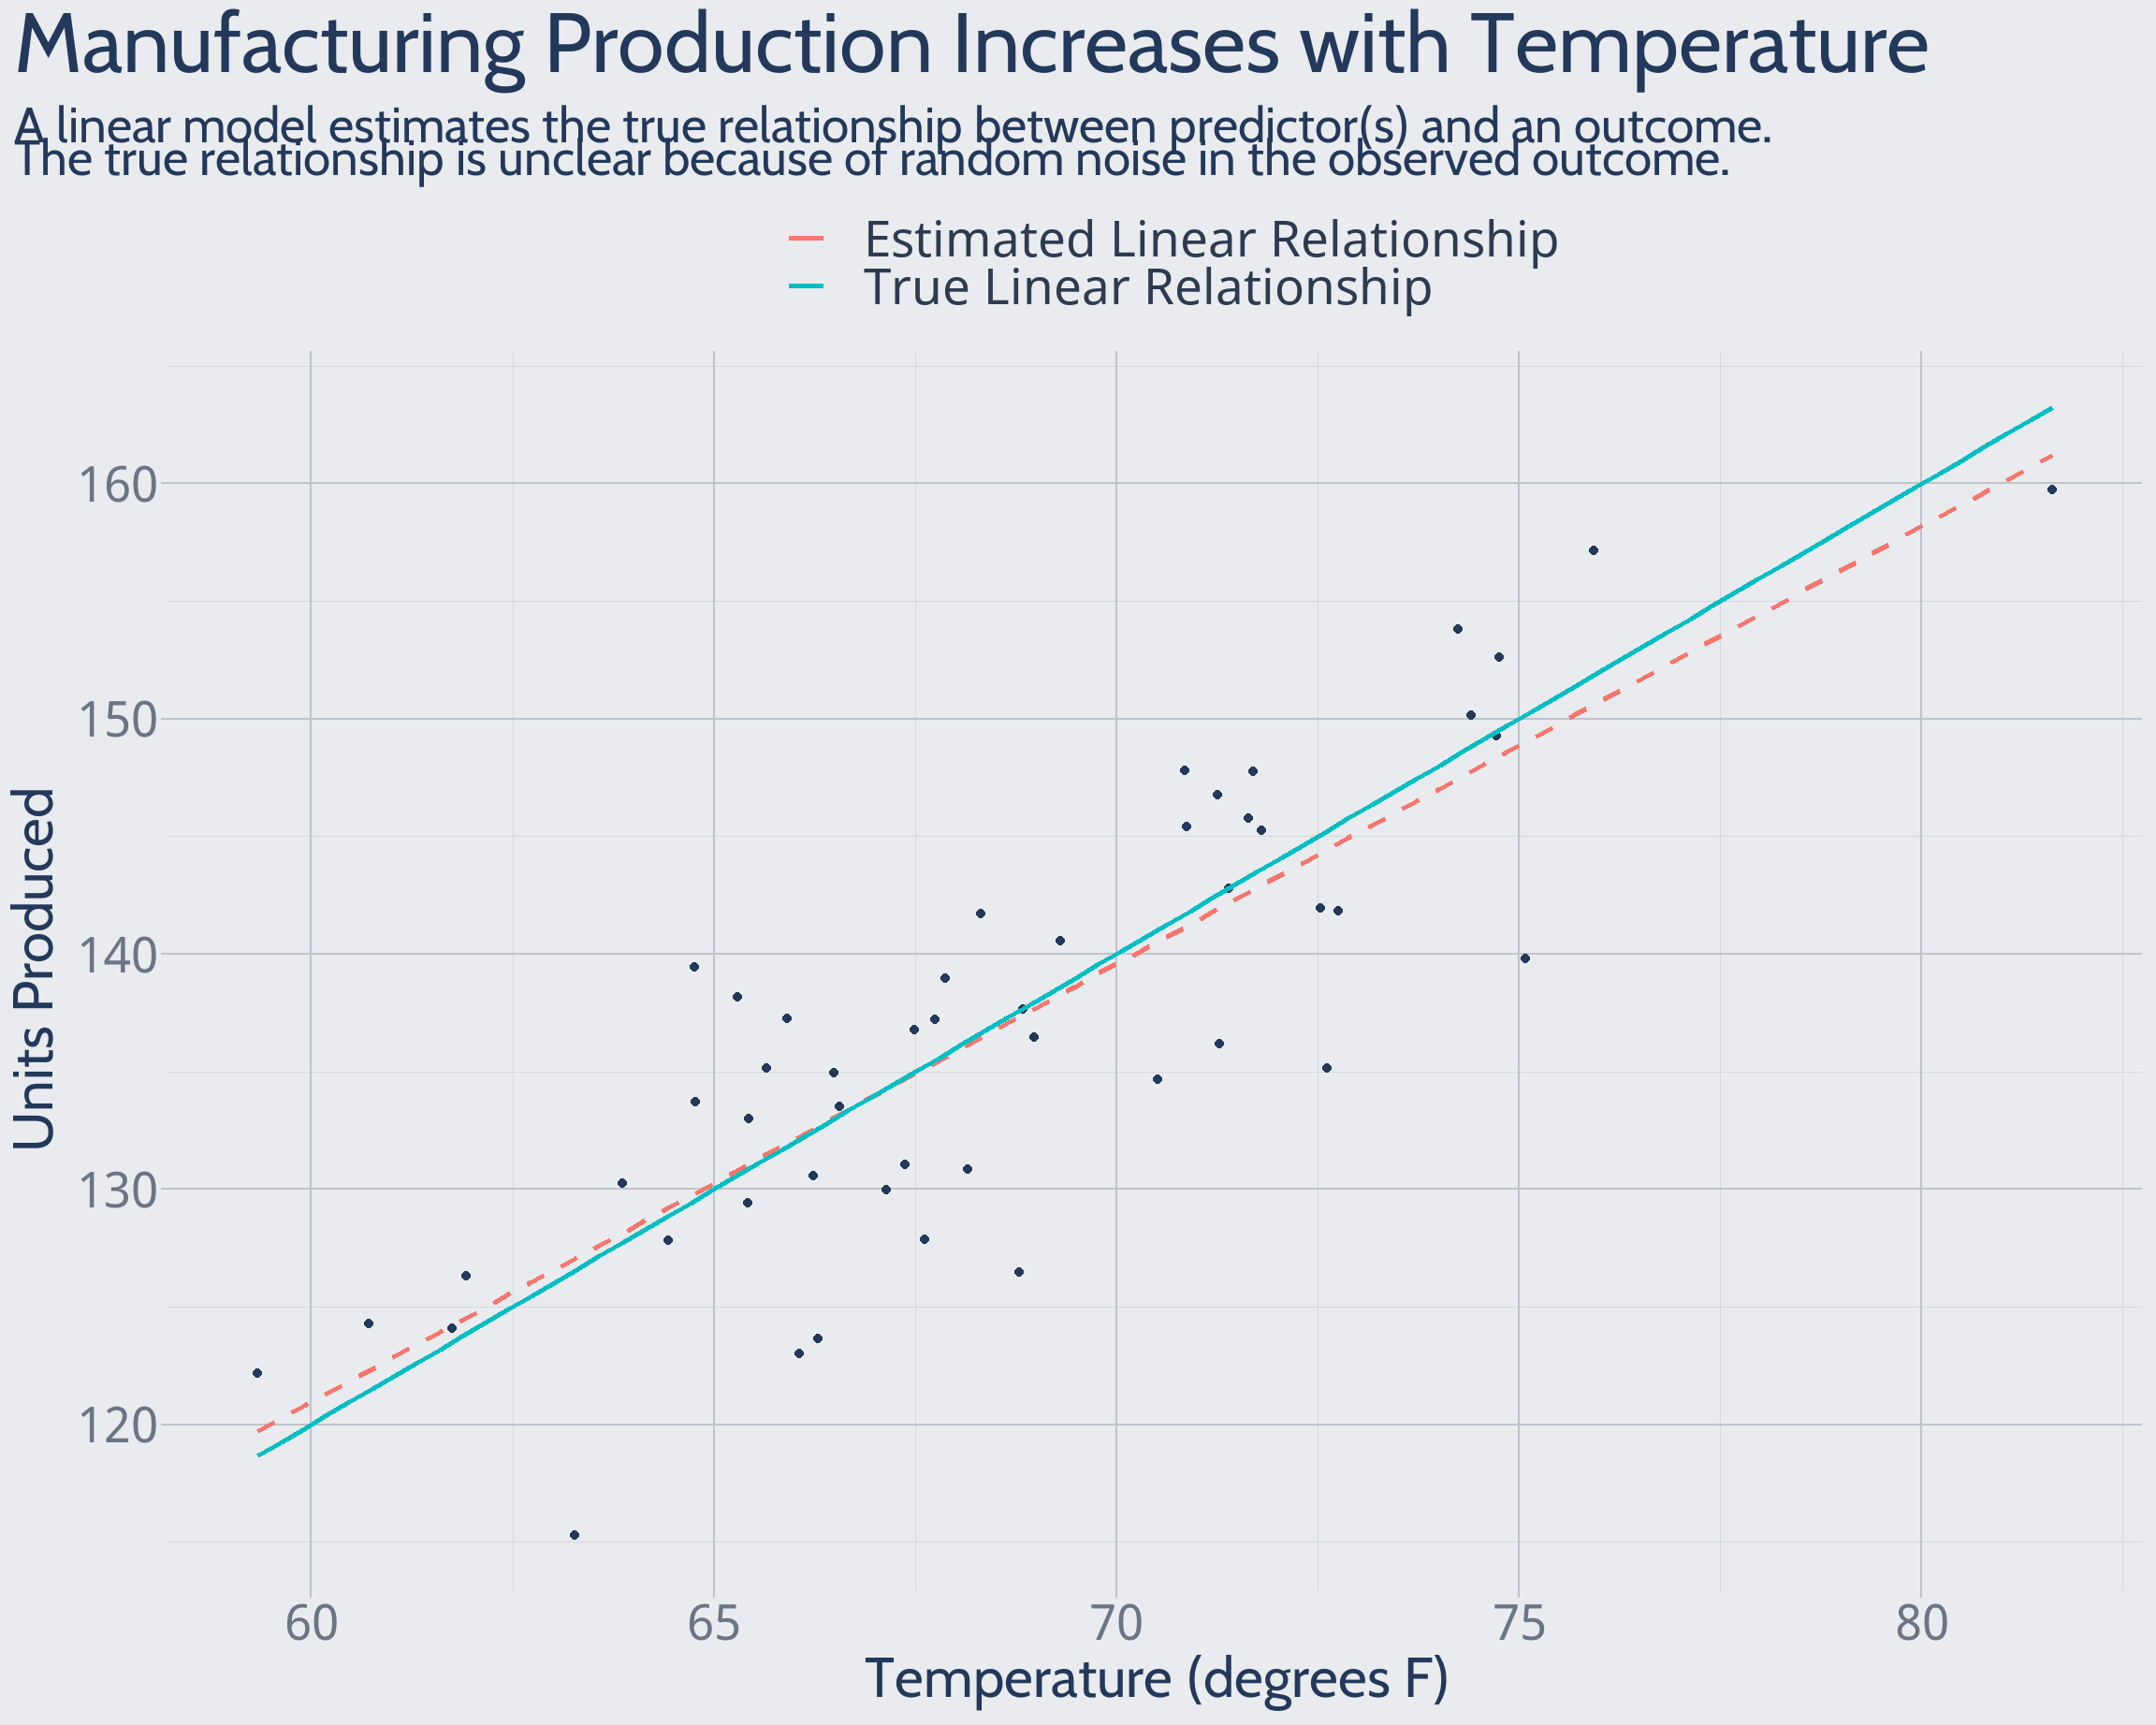 Manufacturing Production Increases with Temperature
A linear model estimates the true relationship between predictor(s) and an outcome.
The true relationship is unclear because of random noise in the observed outcome.
Estimated Linear Relationship
True Linear Relationship
160
150
140
130
120
Units Produced
60 65 70 75 80
Temperature (degrees F)